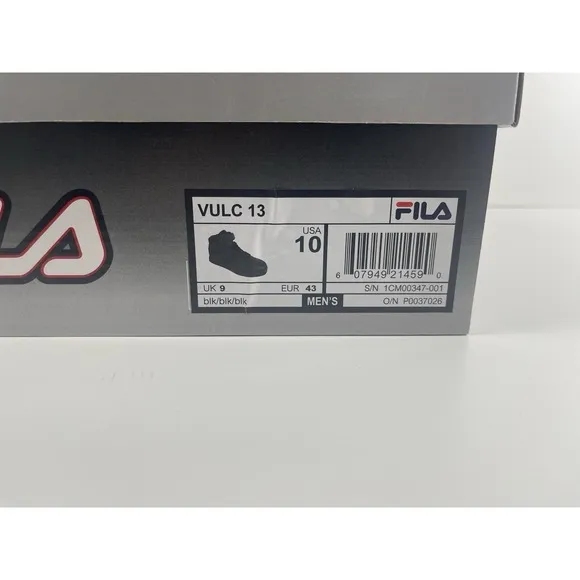 LA
VULC 13
FILA
USA
10
6 07949 21459 0
UK 9 EUR 43
S/N 1CM00347-001
blk/blk/blk MEN'S
O/N P0037026